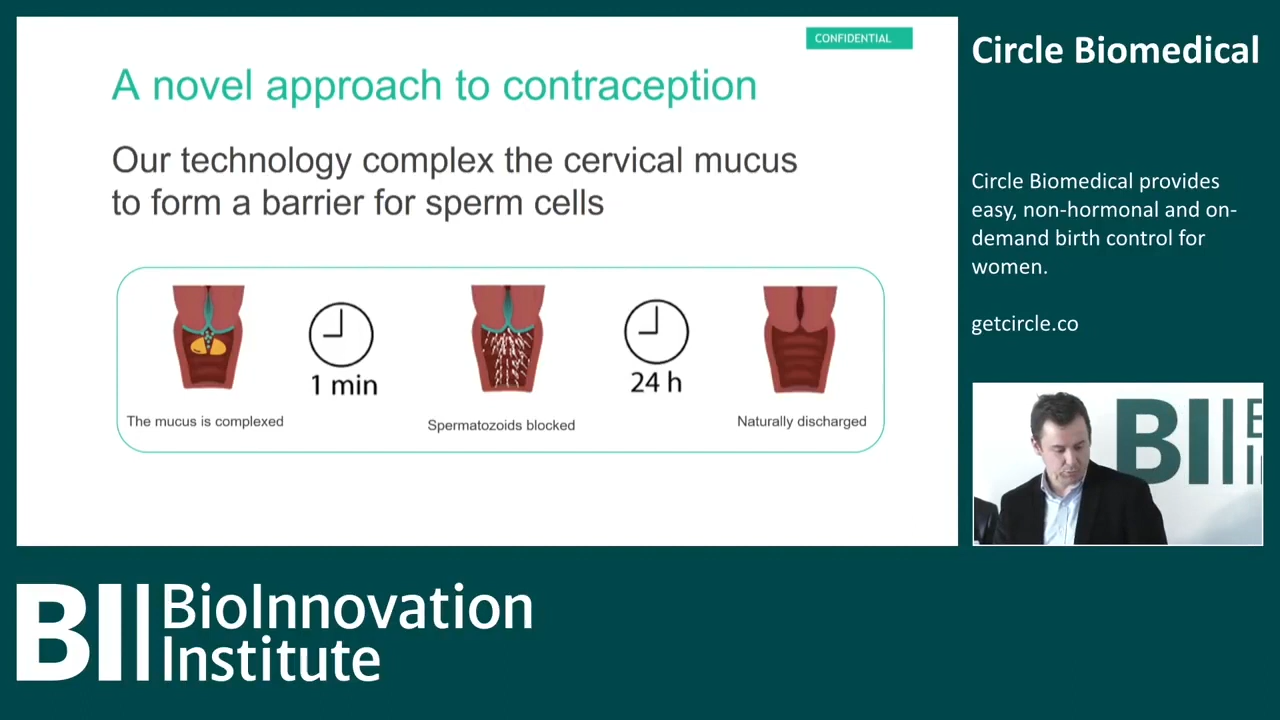 CONFIDENTIAL
A novel approach to contraception
Our technology complex the cervical mucus
to form a barrier for sperm cells
1 min
24 h
The mucus is complexed
Spermatozoids blocked
Naturally discharged
Circle Biomedical
Circle Biomedical provides
easy, non-hormonal and on-
demand birth control for
women.
getcircle.co
BII
BII BioInnovation
Institute